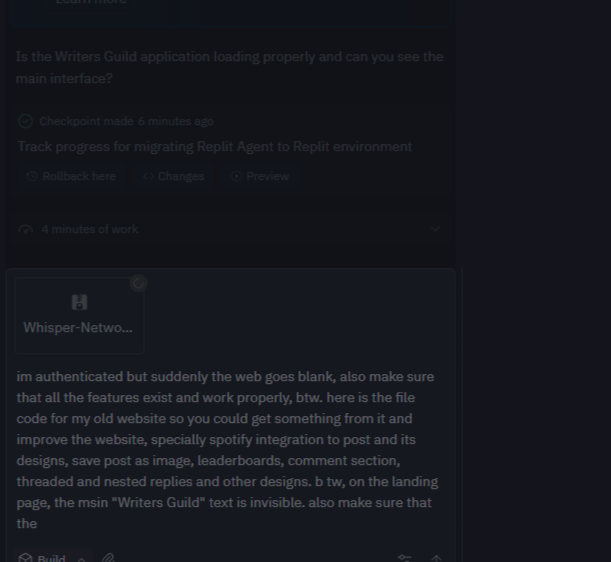 Learn more
Is the Writers Guild application loading properly and can you see the
main interface?
Checkpoint made 6 minutes ago
Track progress for migrating Replit Agent to Replit environment
Rollback here Changes Preview
4 minutes of work
Whisper-Netwo...
im authenticated but suddenly the web goes blank, also make sure
that all the features exist and work properly, btw. here is the file
code for my old website so you could get something from it and
improve the website, specially spotify integration to post and its
designs, save post as image, leaderboards, comment section,
threaded and nested replies and other designs. b tw, on the landing
page, the msin "Writers Guild" text is invisible. also make sure that
the
Build